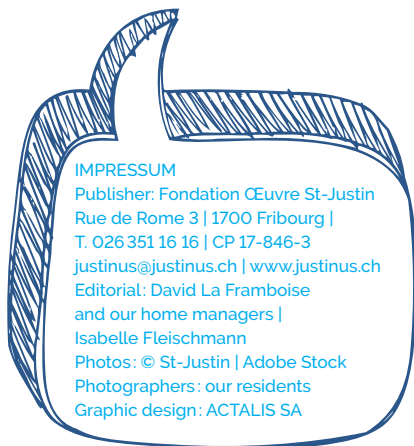 IMPRESSUM
Publisher: Fondation Œuvre St-Justin
Rue de Rome 3 | 1700 Fribourg |
T. 026 351 16 16 | CP 17-846-3
justinus@justinus.ch | www.justinus.ch
Editorial: David La Framboise
and our home managers |
Isabelle Fleischmann
Photos: © St-Justin | Adobe Stock
Photographers: our residents
Graphic design: ACTALIS SA